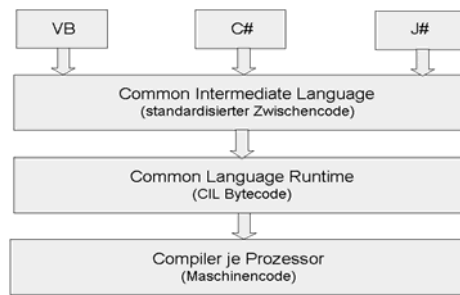 VB C# J#
Common Intermediate Language
(standardisierter Zwischencode)
Common Language Runtime
(CIL Bytecode)
Compiler je Prozessor
(Maschinencode)